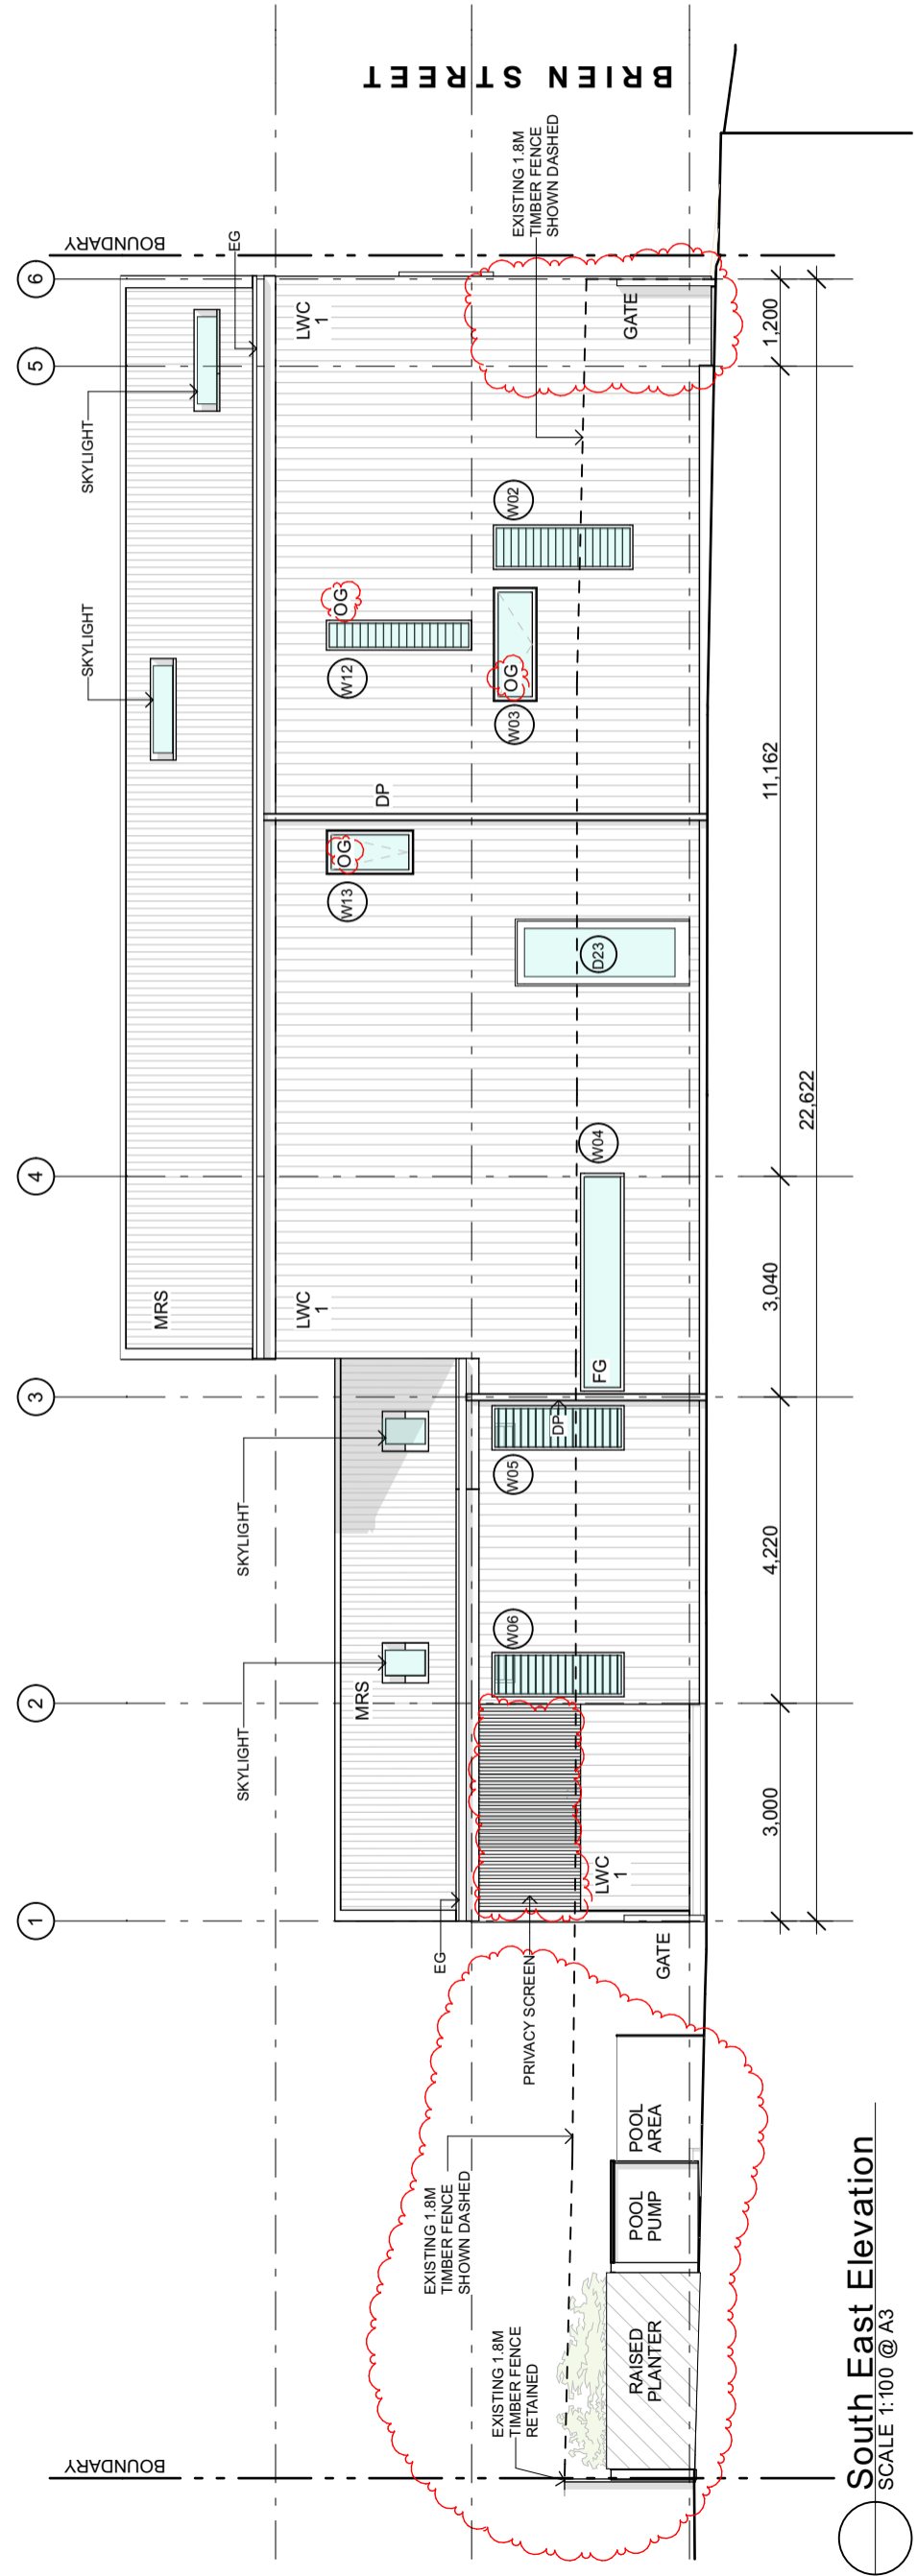 1
2
3
4
5
6
BOUNDARY
BOUNDARY
SKYLIGHT
SKYLIGHT
SKYLIGHT
SKYLIGHT
MRS
MRS
EG
EG
LWC
1
LWC
1
LWC
1
BRIEN STREET
EXISTING 1.8M
TIMBER FENCE
RETAINED
EXISTING 1.8M
TIMBER FENCE
SHOWN DASHED
EXISTING 1.8M
TIMBER FENCE
SHOWN DASHED
PRIVACY SCREEN
W06
W05
DP
FG
W04
D23
W13
OG
DP
W12
OG
W03
OG
W02
GATE
GATE
RAISED
PLANTER
POOL
PUMP
POOL
AREA
3,000
4,220
3,040
11,162
1,200
22,622
South East Elevation
SCALE 1:100 @ A3